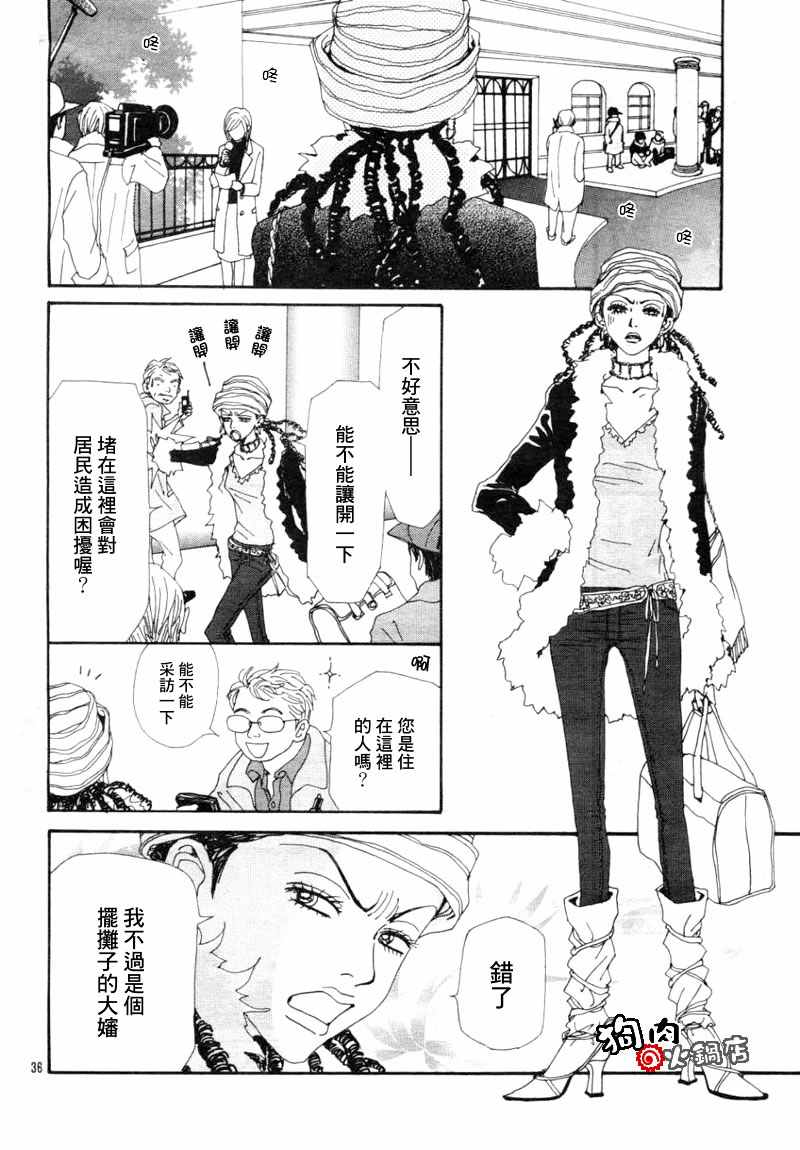 咚
咚
咚
咚
不好意思——
能不能讓開一下
讓開——
讓開——
讓開——
堵在這裡會對
居民造成困擾喔？
啊
您是住
在這裡
的人嗎？
能不能
采訪一下
錯了
我不過是個
擺攤子的大嬸
狗肉
火鍋店
36